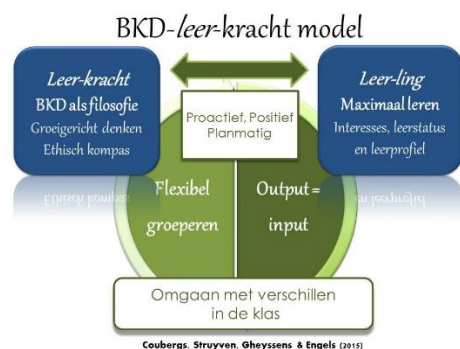 BKD-leer-kracht model
Leer-kracht
BKD als filosofie
Groeigericht denken
Ethisch kompas
Leer-ling
Maximaal leren
Interesses, leerstatus
en leerprofiel
Proactief, Positief
Planmatig
Flexibel
groeperen
Output =
input
Omgaan met verschillen
in de klas
Coubergs, Struyven, Gheyssens & Engels (2015)